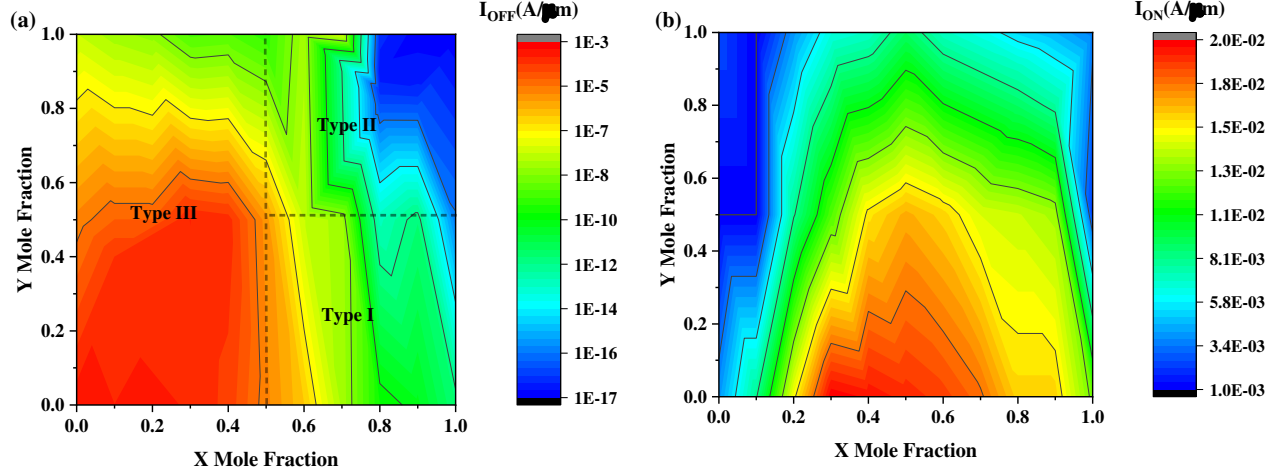 (a)
I_OFF(A/μm)
Y Mole Fraction
1.0
0.8
0.6
0.4
0.2
0.0
Type II
Type III
Type I
0.0 0.2 0.4 0.6 0.8 1.0
X Mole Fraction
1E-3
1E-5
1E-7
1E-8
1E-10
1E-12
1E-14
1E-16
1E-17
(b)
I_ON(A/μm)
Y Mole Fraction
1.0
0.8
0.6
0.4
0.2
0.0
0.0 0.2 0.4 0.6 0.8 1.0
X Mole Fraction
2.0E-02
1.8E-02
1.5E-02
1.3E-02
1.1E-02
8.1E-03
5.8E-03
3.4E-03
1.0E-03